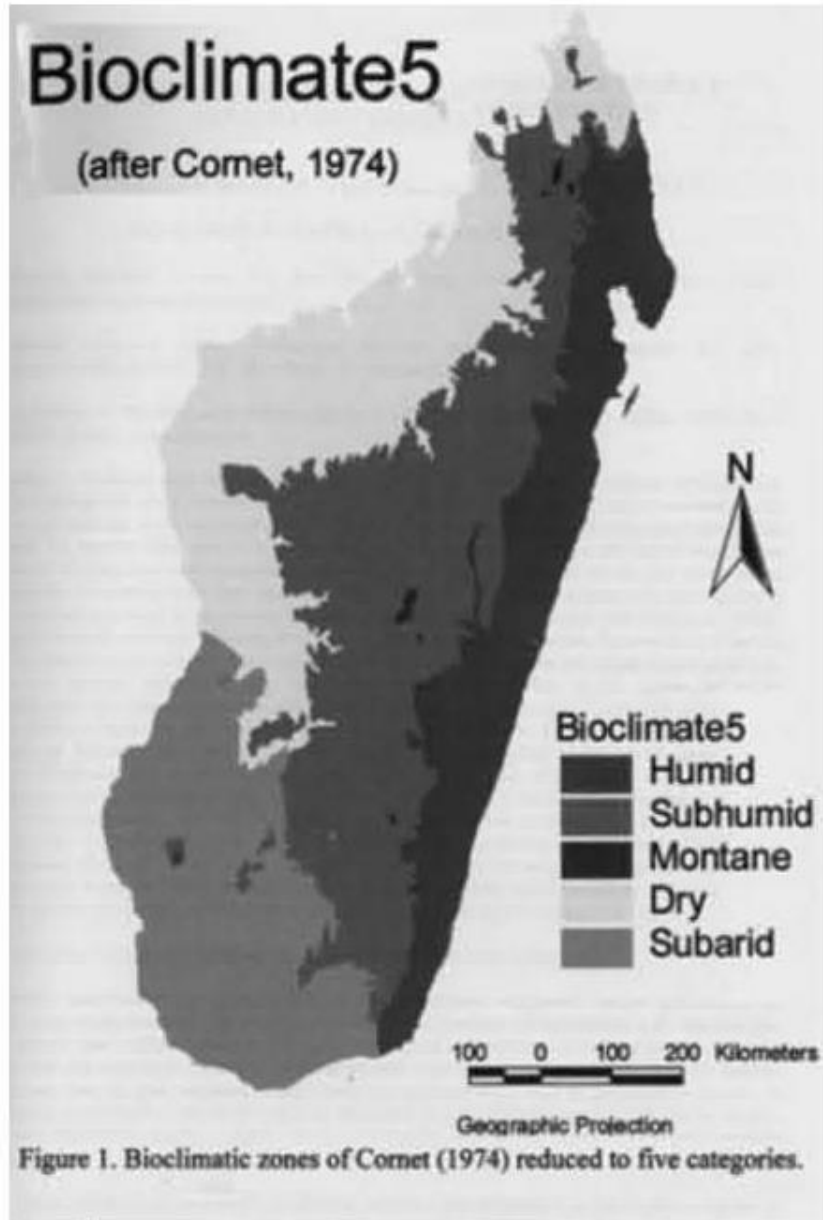 Bioclimate5
(after Cornet, 1974)
N
Bioclimate5
Humid
Subhumid
Montane
Dry
Subarid
100 0 100 200 Kilometers
Geographic Projection
Figure 1. Bioclimatic zones of Cornet (1974) reduced to five categories.